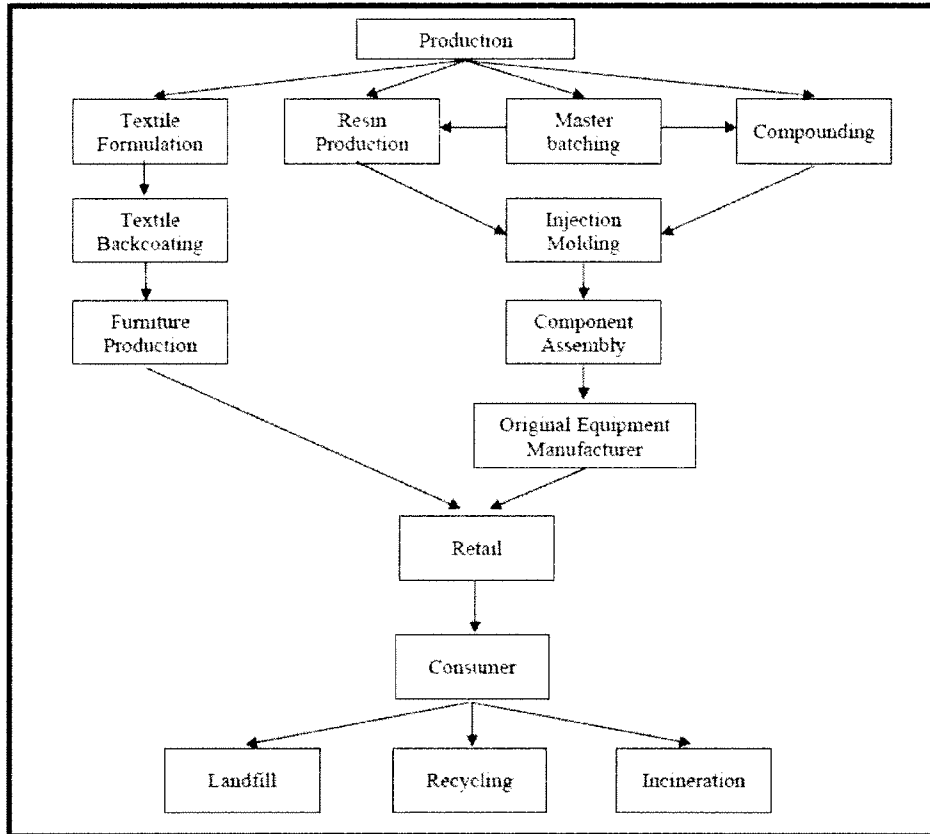 Production
Textile
Formulation
Resin
Production
Master
batching
Compounding
Textile
Backcoating
Injection
Molding
Furniture
Production
Component
Assembly
Original Equipment
Manufacturer
Retail
Consumer
Landfill
Recycling
Incineration